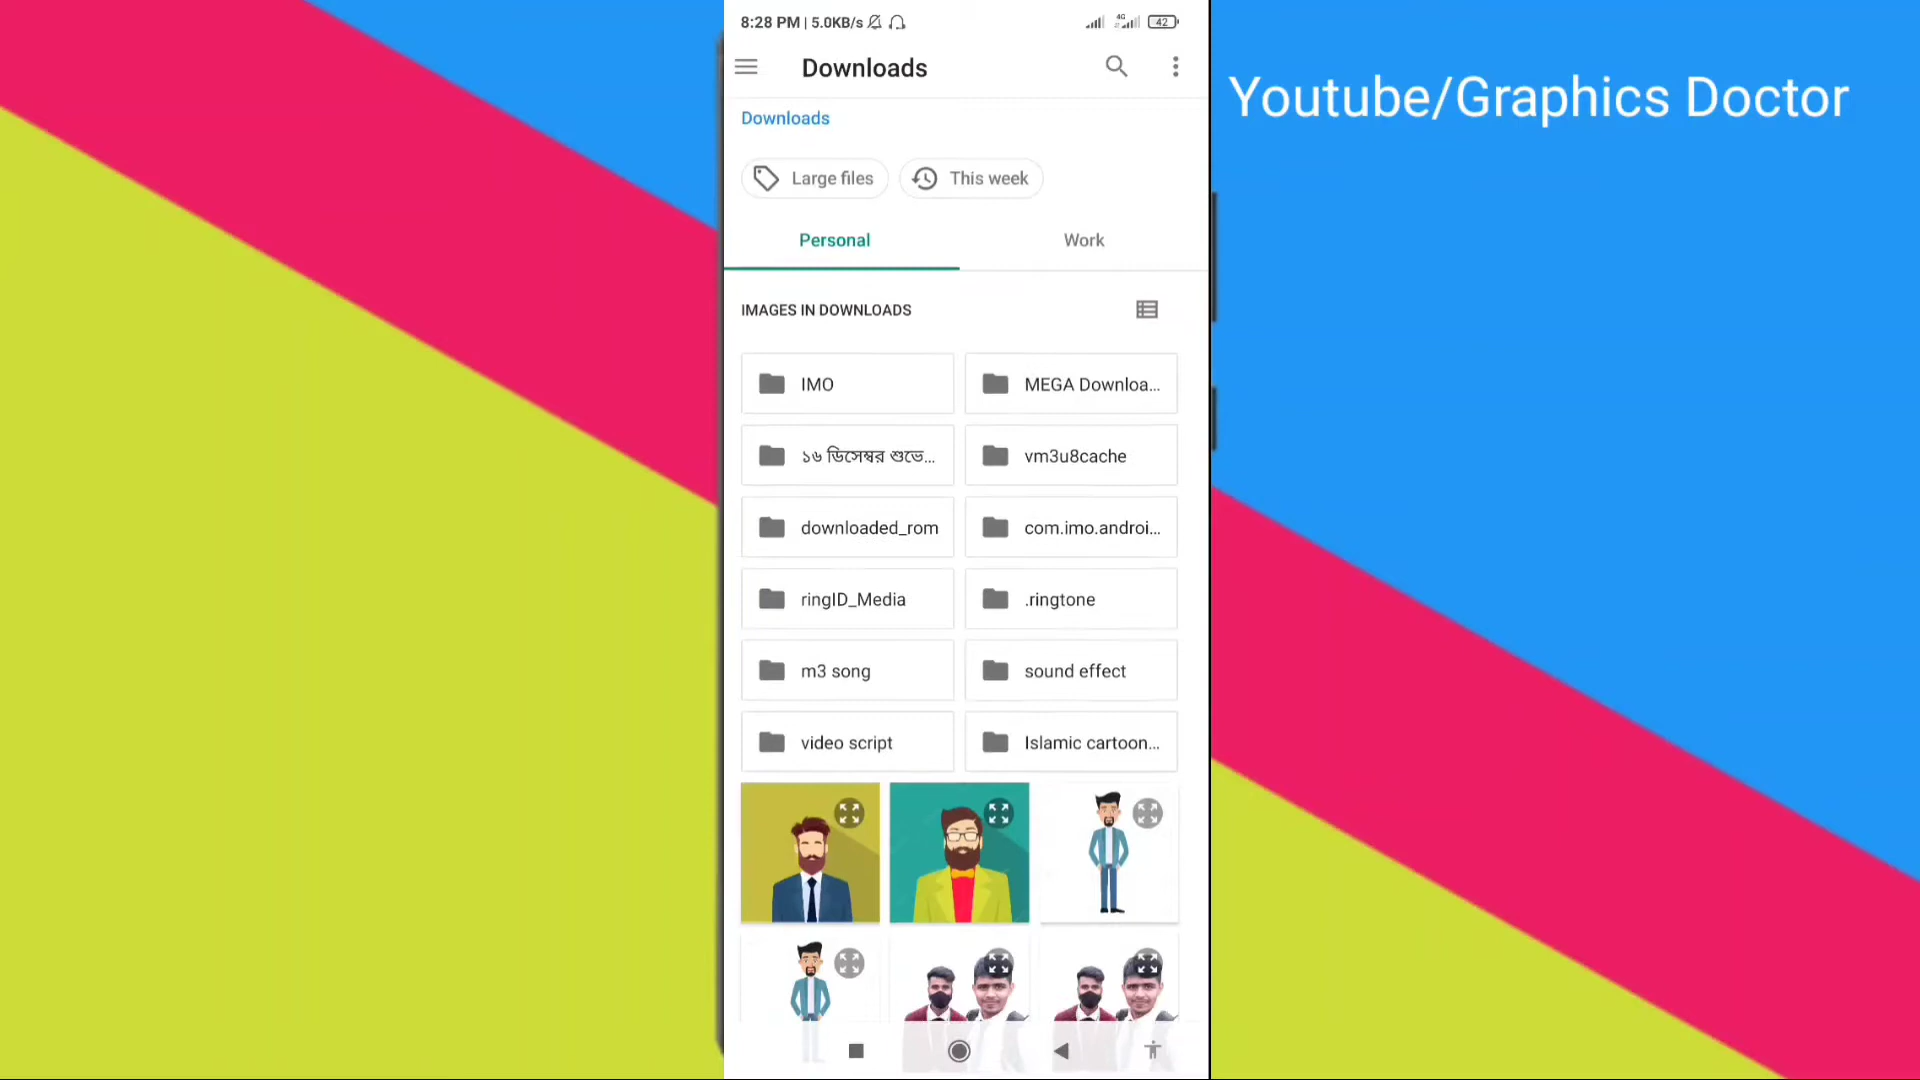 8:28 PM | 5.0KB/s
4G
42
Downloads
Youtube/Graphics Doctor
Downloads
Large files
This week
Personal
Work
IMAGES IN DOWNLOADS
IMO
MEGA Downloa...
১৬ ডিসেম্বর শুভে...
vm3u8cache
downloaded_rom
com.imo.androi...
ringID_Media
.ringtone
m3 song
sound effect
video script
Islamic cartoon...